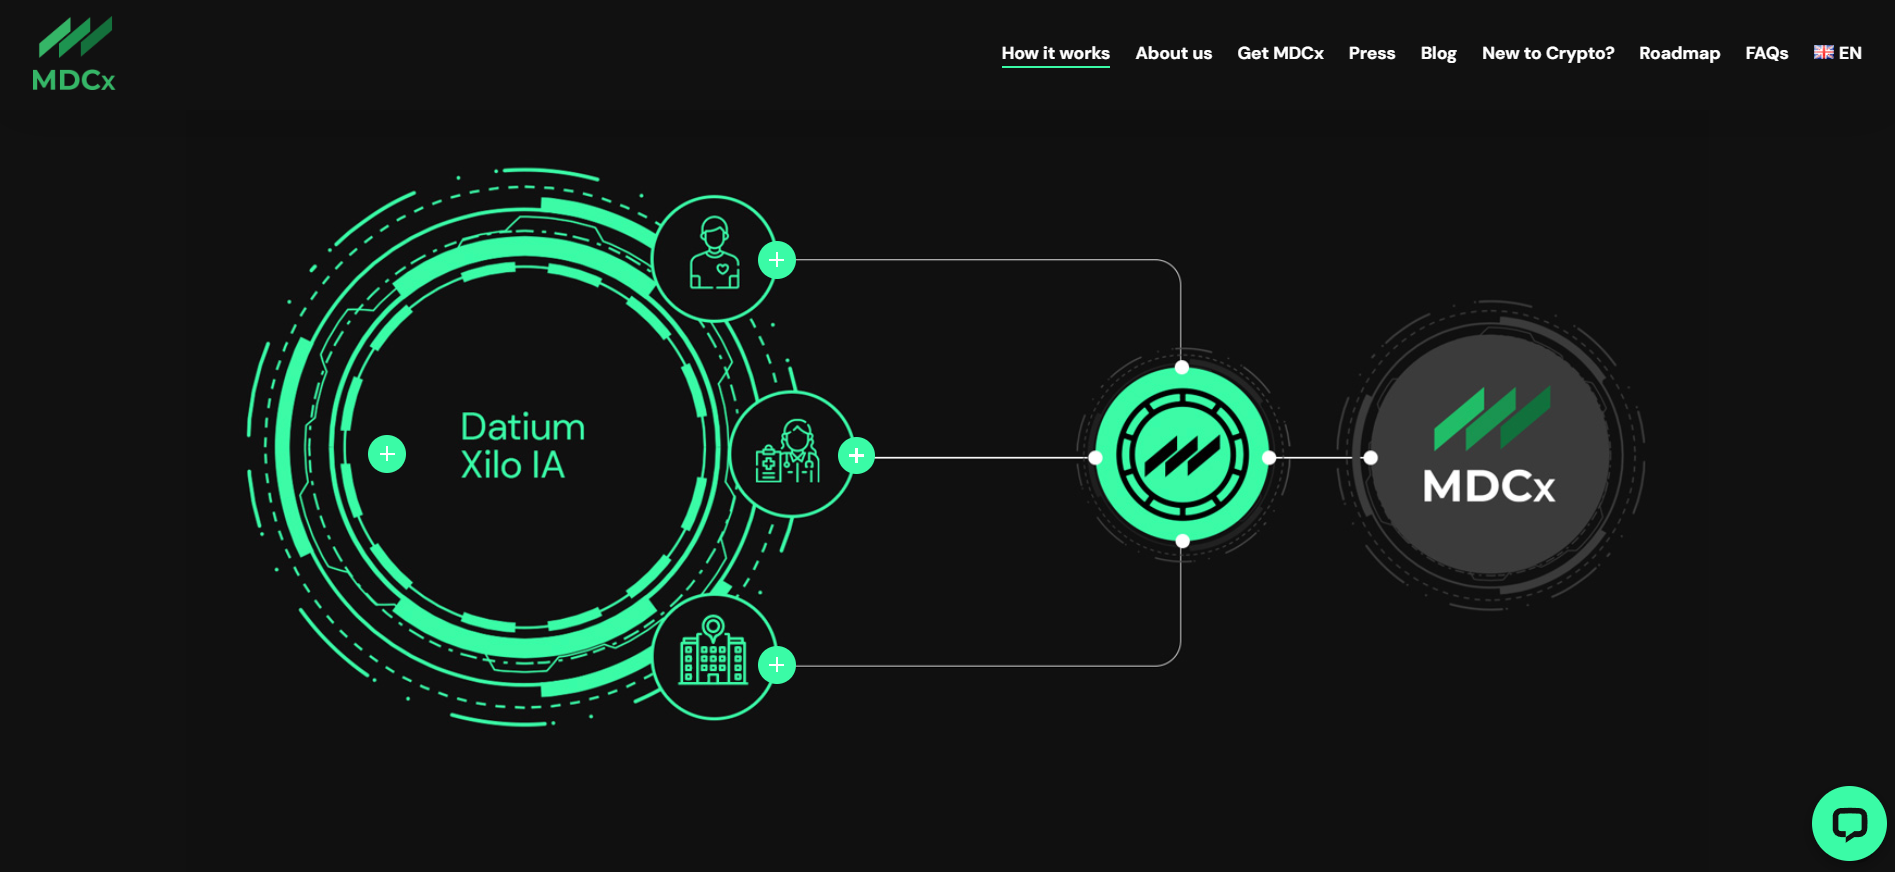 MDCx
How it works About us Get MDCx Press Blog New to Crypto? Roadmap FAQs EN
Datium
Xilo IA
MDCx